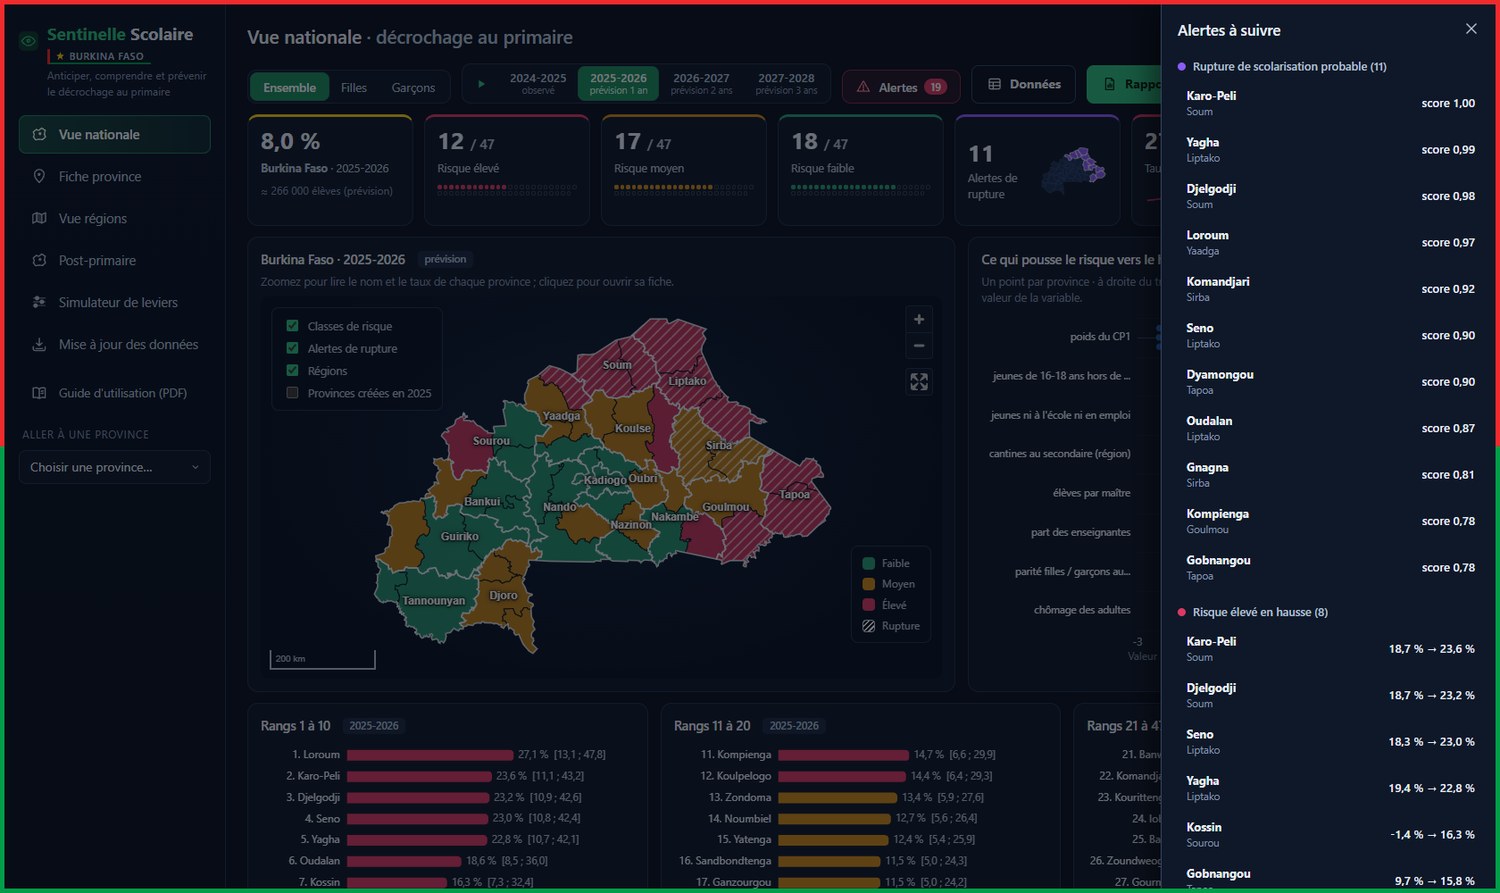 Sentinelle Scolaire
★ BURKINA FASO
Anticiper, comprendre et prévenir
le décrochage au primaire
Vue nationale
Fiche province
Vue régions
Post-primaire
Simulateur de leviers
Mise à jour des données
Guide d'utilisation (PDF)
ALLER À UNE PROVINCE
Choisir une province...
Vue nationale · décrochage au primaire
Ensemble
Filles
Garçons
2024-2025
observé
2025-2026
prévision 1 an
2026-2027
prévision 2 ans
2027-2028
prévision 3 ans
Alertes 19
Données
8,0 %
Burkina Faso · 2025-2026
≈ 266 000 élèves (prévision)
12 / 47
Risque élevé
17 / 47
Risque moyen
18 / 47
Risque faible
11
Alertes de
rupture
Burkina Faso · 2025-2026 prévision
Zoomez pour lire le nom et le taux de chaque province ; cliquez pour ouvrir sa fiche.
Classes de risque
Alertes de rupture
Régions
Provinces créées en 2025
+
−
Soum
Liptako
Yaadga
Koulse
Sourou
Sirba
Kadiogo
Oubri
Tapoa
Bankui
Nando
Goulmou
Nakambé
Nazinon
Guiriko
Djoro
Tannounyan
Faible
Moyen
Élevé
Rupture
200 km
Ce qui pousse le risque vers le
Un point par province · à droite du
valeur de la variable.
poids du CP1
jeunes de 16-18 ans hors de ...
jeunes ni à l'école ni en emploi
cantines au secondaire (région)
élèves par maître
part des enseignantes
parité filles / garçons au...
chômage des adultes
-3
Valeur
Rangs 1 à 10 2025-2026
1. Loroum 27,1 % [13,1 ; 47,8]
2. Karo-Peli 23,6 % [11,1 ; 43,2]
3. Djelgodji 23,2 % [10,9 ; 42,6]
4. Seno 23,0 % [10,8 ; 42,4]
5. Yagha 22,8 % [10,7 ; 42,1]
6. Oudalan 18,6 % [8,5 ; 36,0]
7. Kossin 16,3 % [7,3 ; 32,4]
Rangs 11 à 20 2025-2026
11. Kompienga 14,7 % [6,6 ; 29,9]
12. Koulpelogo 14,4 % [6,4 ; 29,3]
13. Zondoma 13,4 % [5,9 ; 27,6]
14. Noumbiel 12,7 % [5,6 ; 26,4]
15. Yatenga 12,4 % [5,4 ; 25,9]
16. Sandbondtenga 11,5 % [5,0 ; 24,3]
17. Ganzourgou 11,5 % [5,0 ; 24,2]
Rangs 21 à
Alertes à suivre
Rupture de scolarisation probable (11)
Karo-Peli score 1,00
Soum
Yagha score 0,99
Liptako
Djelgodji score 0,98
Soum
Loroum score 0,97
Yaadga
Komandjari score 0,92
Sirba
Seno score 0,90
Liptako
Dyamongou score 0,90
Tapoa
Oudalan score 0,87
Liptako
Gnagna score 0,81
Sirba
Kompienga score 0,78
Goulmou
Gobnangou score 0,78
Tapoa
Risque élevé en hausse (8)
Karo-Peli 18,7 % → 23,6 %
Soum
Djelgodji 18,7 % → 23,2 %
Soum
Seno 18,3 % → 23,0 %
Liptako
Yagha 19,4 % → 22,8 %
Liptako
Kossin -1,4 % → 16,3 %
Sourou
Gobnangou 9,7 % → 15,8 %